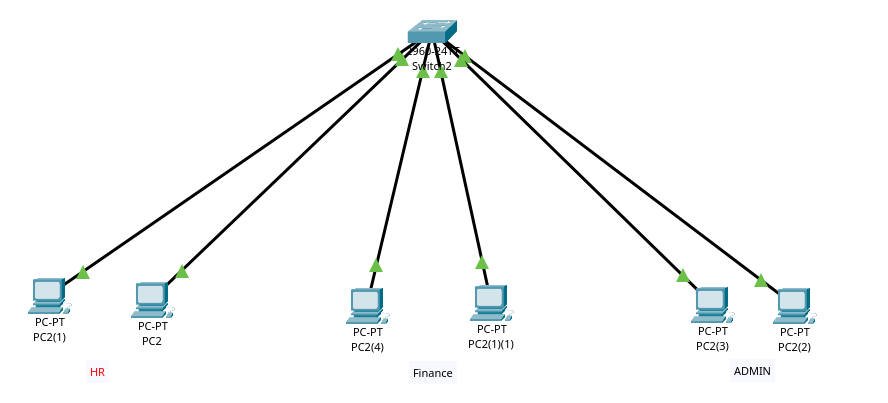 2960-24TT
Switch2
PC-PT
PC2(1)
PC-PT
PC2
PC-PT
PC2(4)
PC-PT
PC2(1)(1)
PC-PT
PC2(3)
PC-PT
PC2(2)
HR
Finance
ADMIN